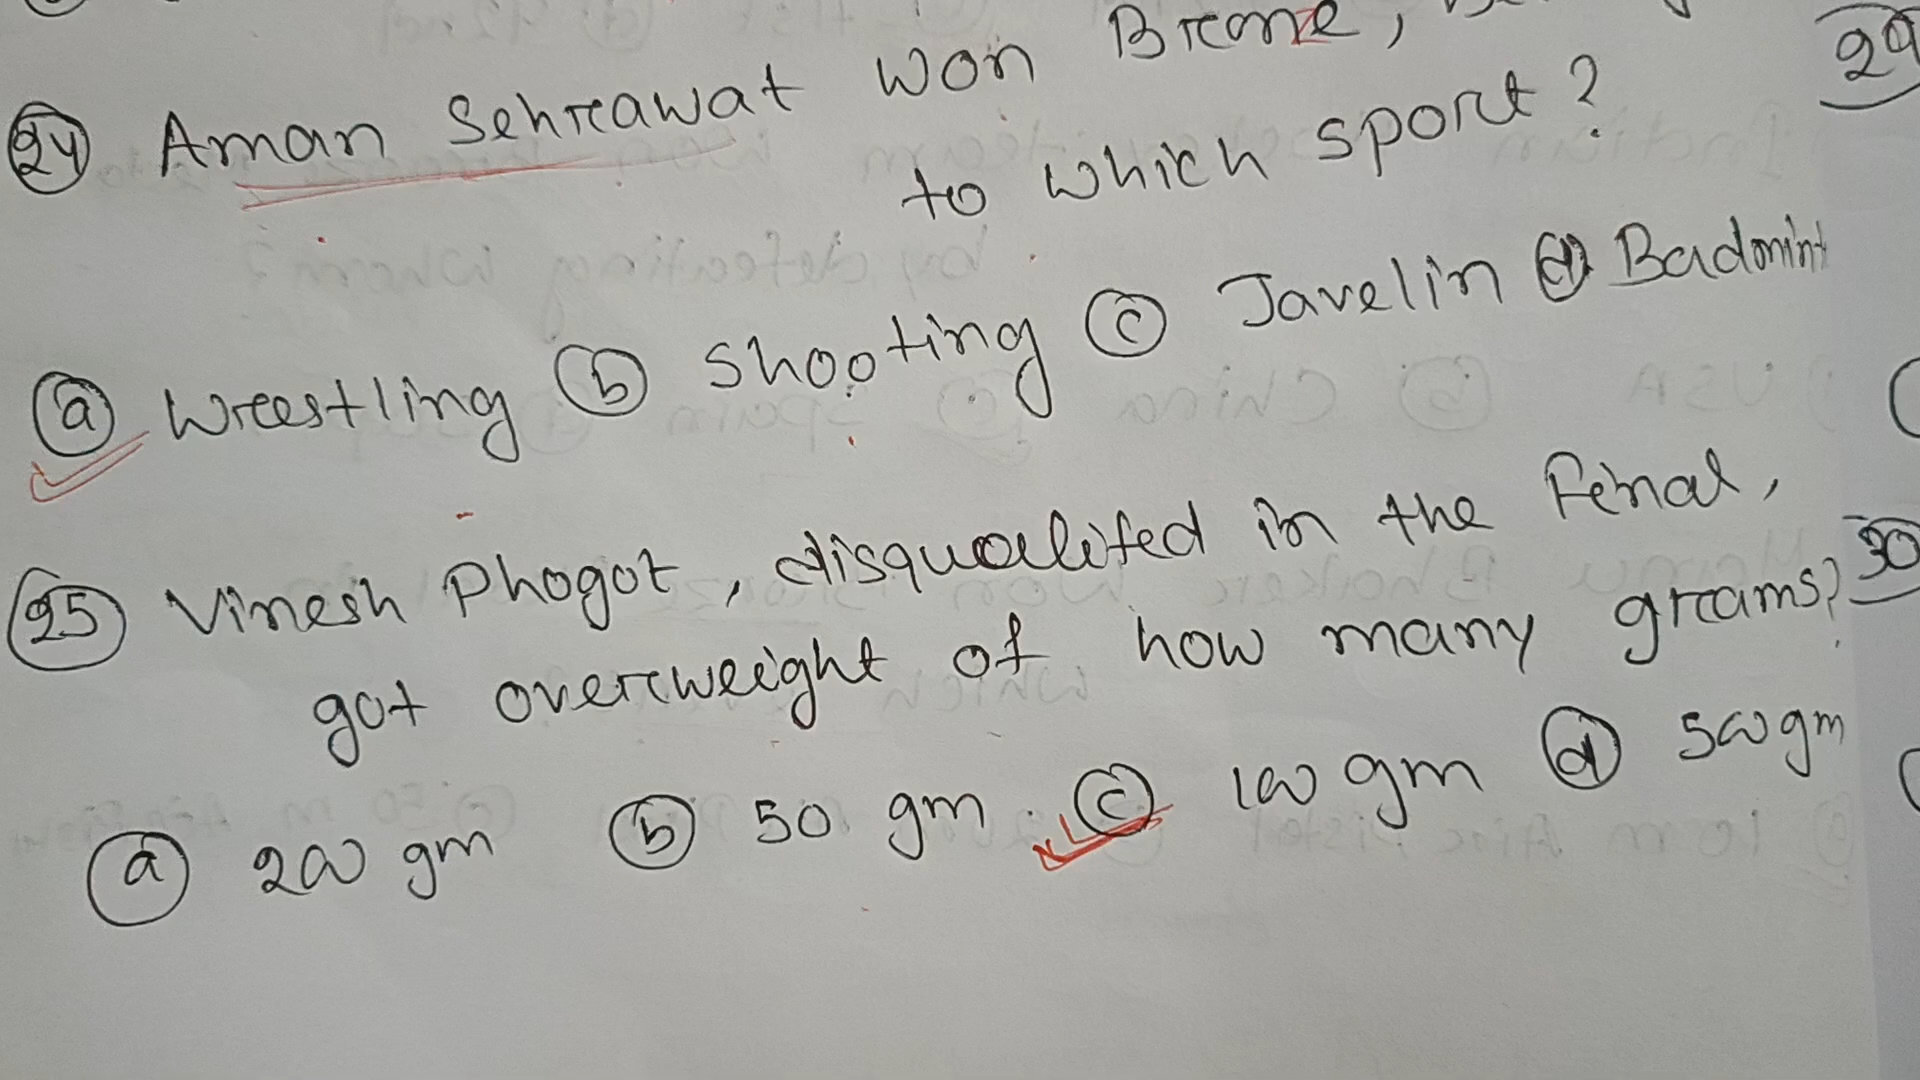 24 Aman Sehrawat won Bronze,
to which sport?
a Wrestling b Shooting c Javelin d Badmint
25 Vinesh Phogot, disqualifed in the Final,
got overweight of how many grams?
a 200 gm b 50 gm c 100 gm d 500 gm
29
30